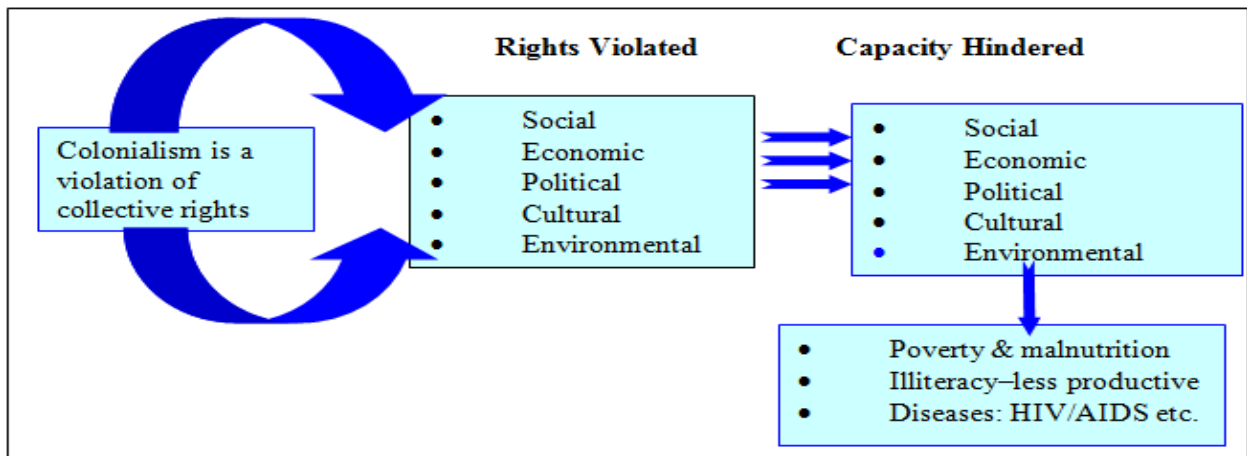 Rights Violated
Capacity Hindered
Colonialism is a
violation of
collective rights
• Social
• Economic
• Political
• Cultural
• Environmental
• Social
• Economic
• Political
• Cultural
• Environmental
• Poverty & malnutrition
• Illiteracy–less productive
• Diseases: HIV/AIDS etc.